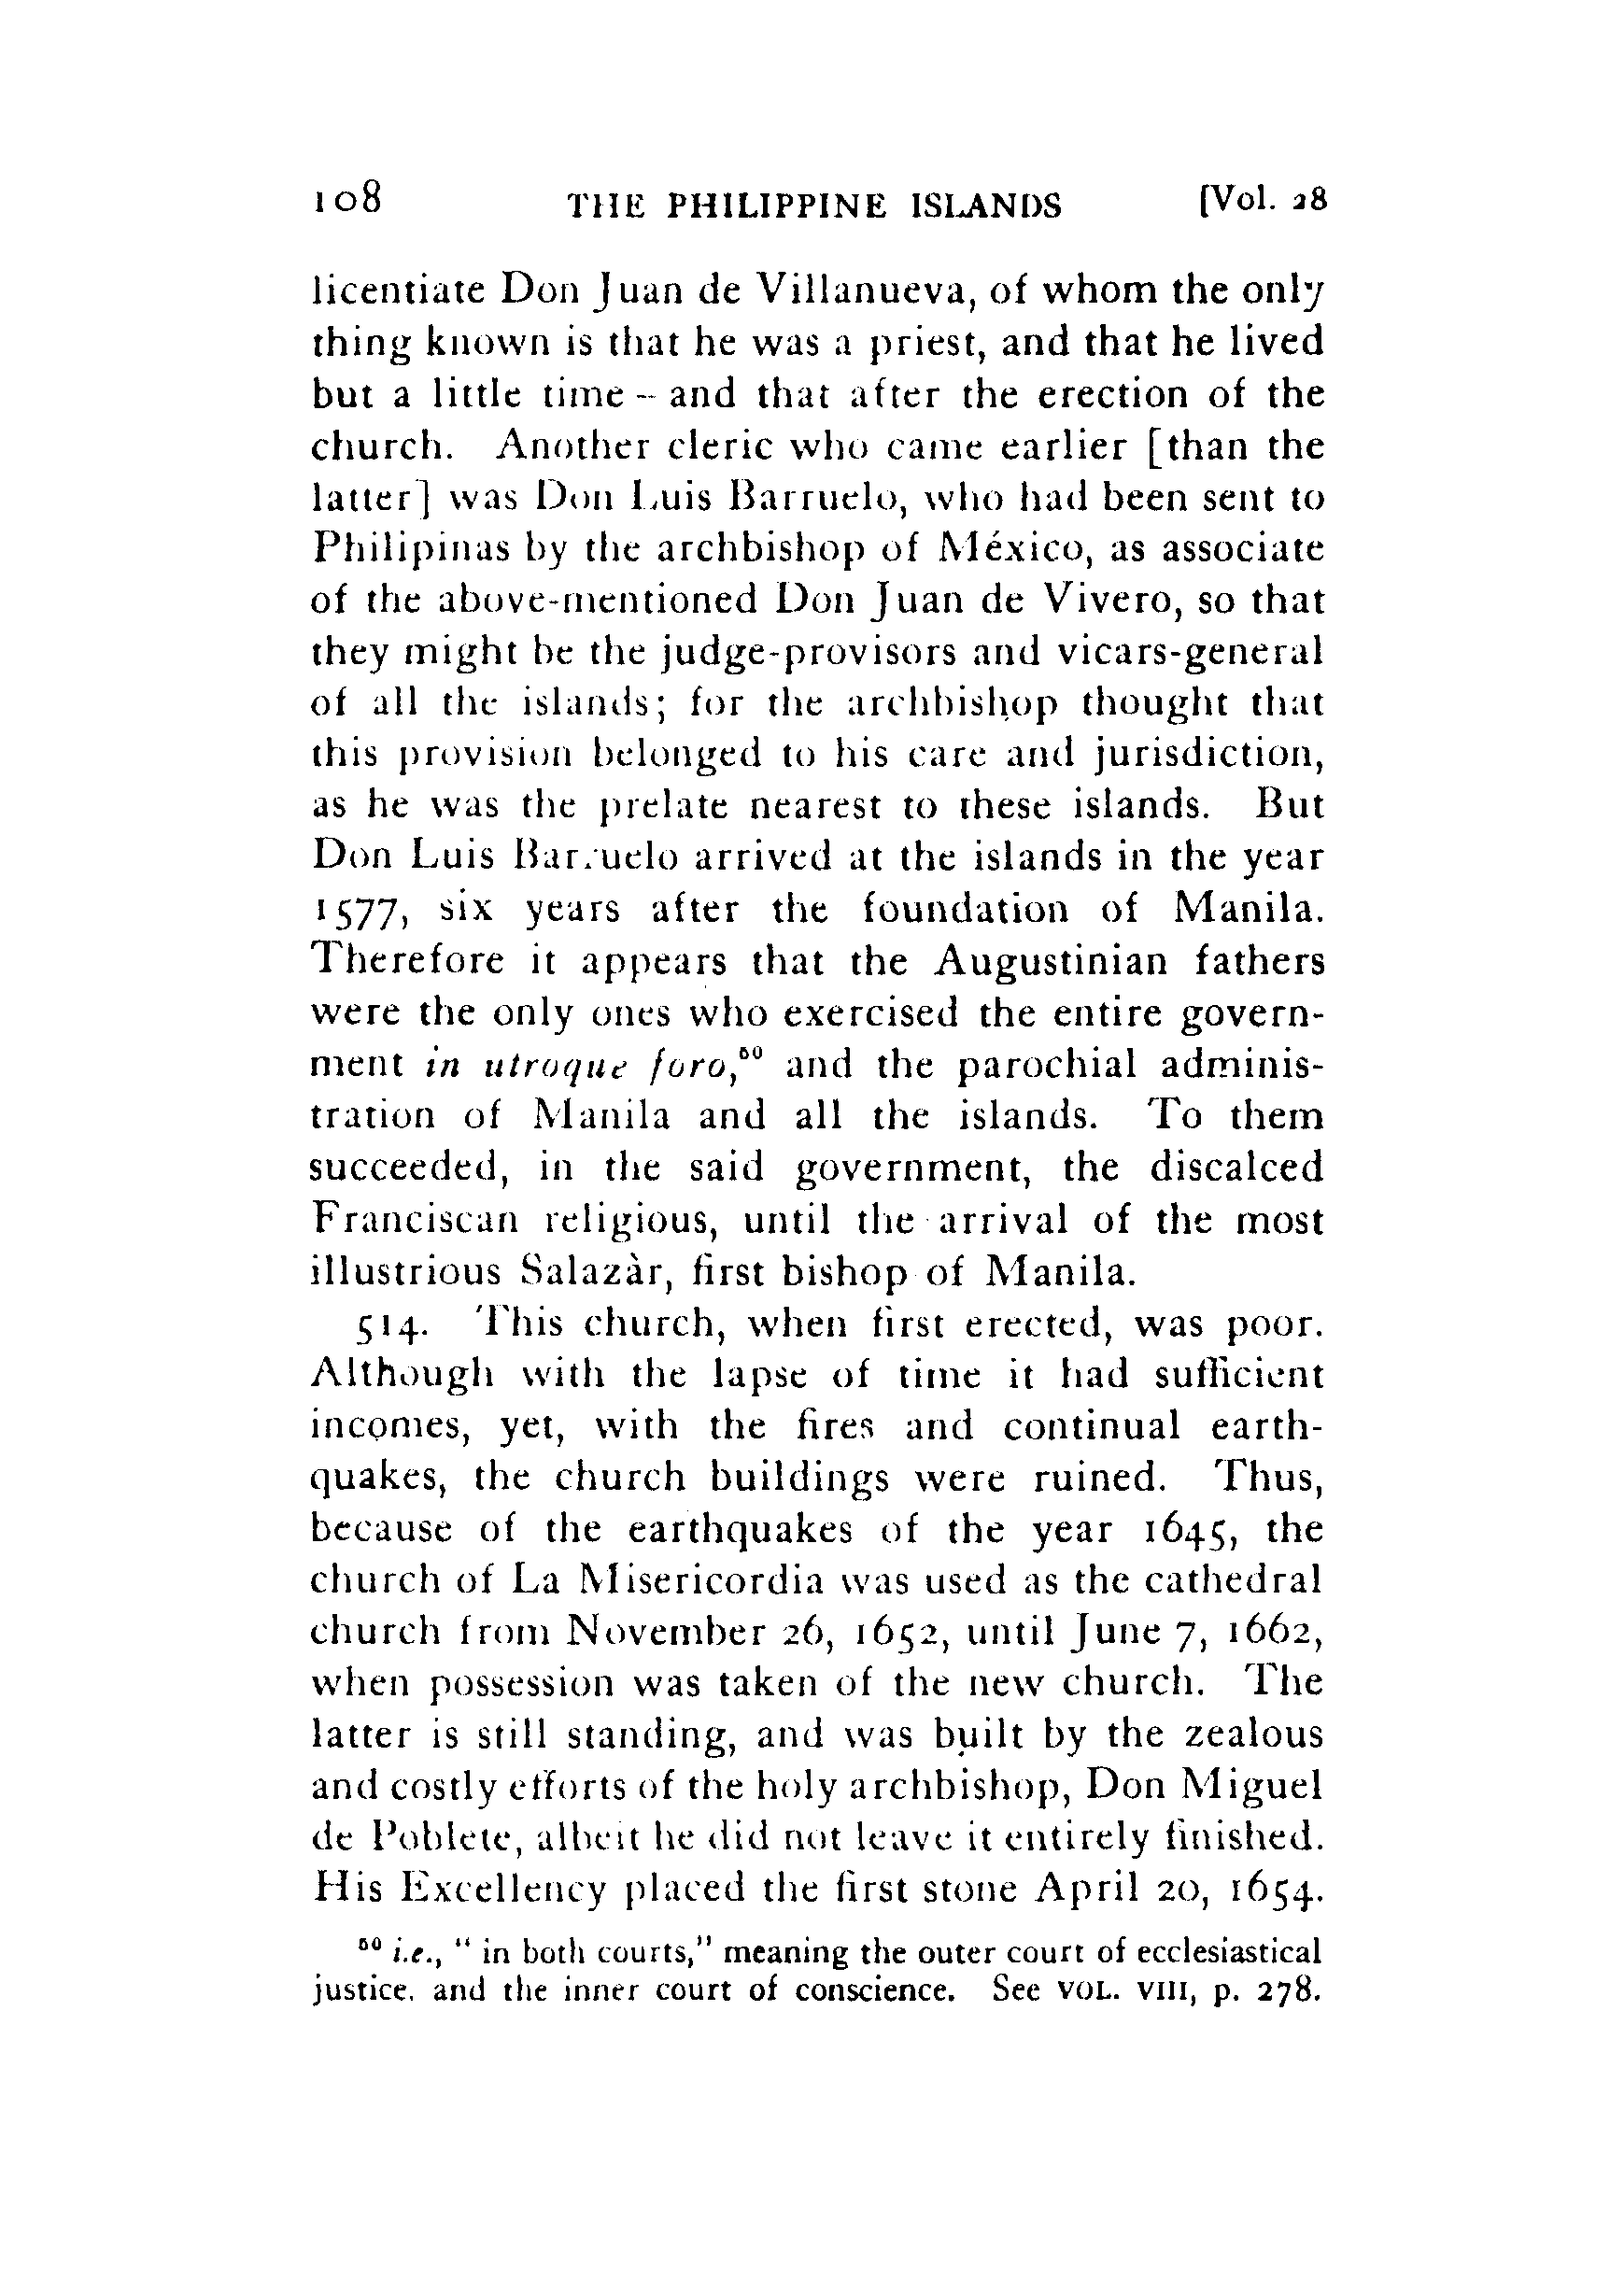 108 THE PHILIPPINE ISLANDS [Vol. 28
licentiate Don Juan de Villanueva, of whom the only
thing known is that he was a priest, and that he lived
but a little time – and that after the erection of the
church. Another cleric who came earlier [than the
latter] was Don Luis Barruelo, who had been sent to
Philipinas by the archbishop of México, as associate
of the above-mentioned Don Juan de Vivero, so that
they might be the judge-provisors and vicars-general
of all the islands; for the archbishop thought that
this provision belonged to his care and jurisdiction,
as he was the prelate nearest to these islands. But
Don Luis Barruelo arrived at the islands in the year
1577, six years after the foundation of Manila.
Therefore it appears that the Augustinian fathers
were the only ones who exercised the entire govern-
ment in utroque foro,⁵⁰ and the parochial adminis-
tration of Manila and all the islands. To them
succeeded, in the said government, the discalced
Franciscan religious, until the arrival of the most
illustrious Salazàr, first bishop of Manila.
514. This church, when first erected, was poor.
Although with the lapse of time it had sufficient
incomes, yet, with the fires and continual earth-
quakes, the church buildings were ruined. Thus,
because of the earthquakes of the year 1645, the
church of La Misericordia was used as the cathedral
church from November 26, 1652, until June 7, 1662,
when possession was taken of the new church. The
latter is still standing, and was built by the zealous
and costly efforts of the holy archbishop, Don Miguel
de Poblete, albeit he did not leave it entirely finished.
His Excellency placed the first stone April 20, 1654.
⁵⁰ i.e., " in both courts," meaning the outer court of ecclesiastical
justice, and the inner court of conscience. See VOL. VIII, p. 278.